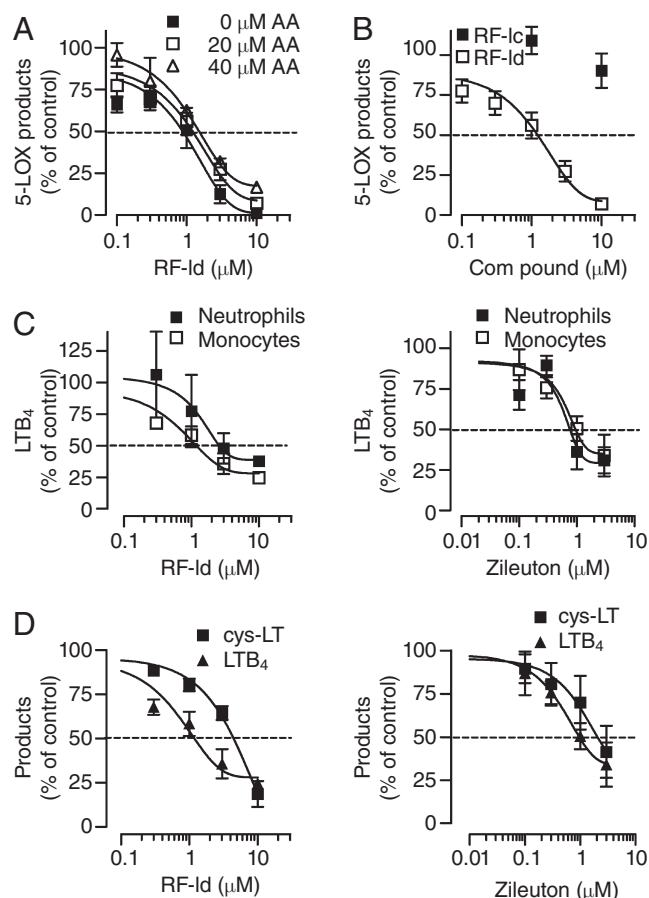 A
0 μM AA
20 μM AA
40 μM AA
5-LOX products
(% of control)
100
75
50
25
0
0.1 1 10
RF-Id (μM)
B
RF-Ic
RF-Id
5-LOX products
(% of control)
100
75
50
25
0
0.1 1 10
Com pound (μM)
C
Neutrophils
Monocytes
LTB4
(% of control)
125
100
75
50
25
0
0.1 1 10
RF-Id (μM)
Neutrophils
Monocytes
LTB4
(% of control)
100
75
50
25
0
0.01 0.1 1 10
Zileuton (μM)
D
cys-LT
LTB4
Products
(% of control)
100
75
50
25
0
0.1 1 10
RF-Id (μM)
cys-LT
LTB4
Products
(% of control)
100
75
50
25
0
0.01 0.1 1 10
Zileuton (μM)